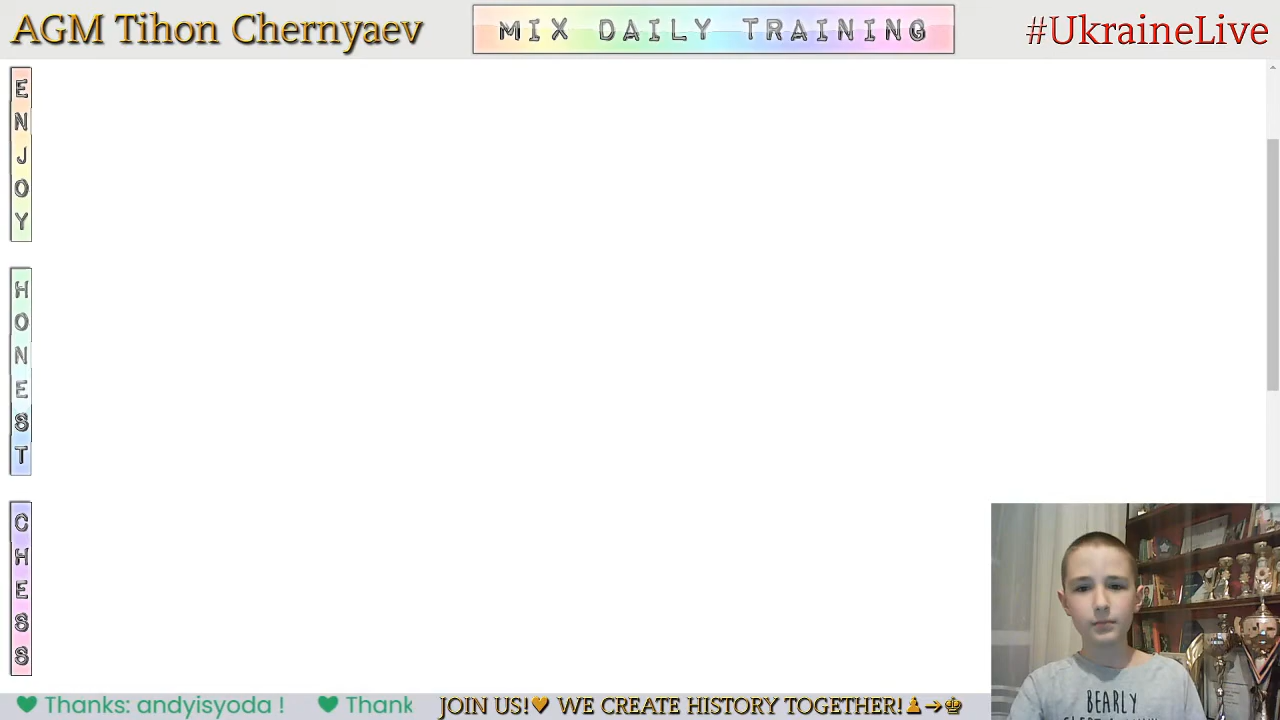 AGM Tihon Chernyaev
MIX DAILY TRAINING
#UkraineLive
ENJOY
HONEST
CHESS
BEARLY
♥ Thanks: andyisyoda ! ♥ Thank
JOIN US!♥ WE CREATE HISTORY TOGETHER!♟→♚